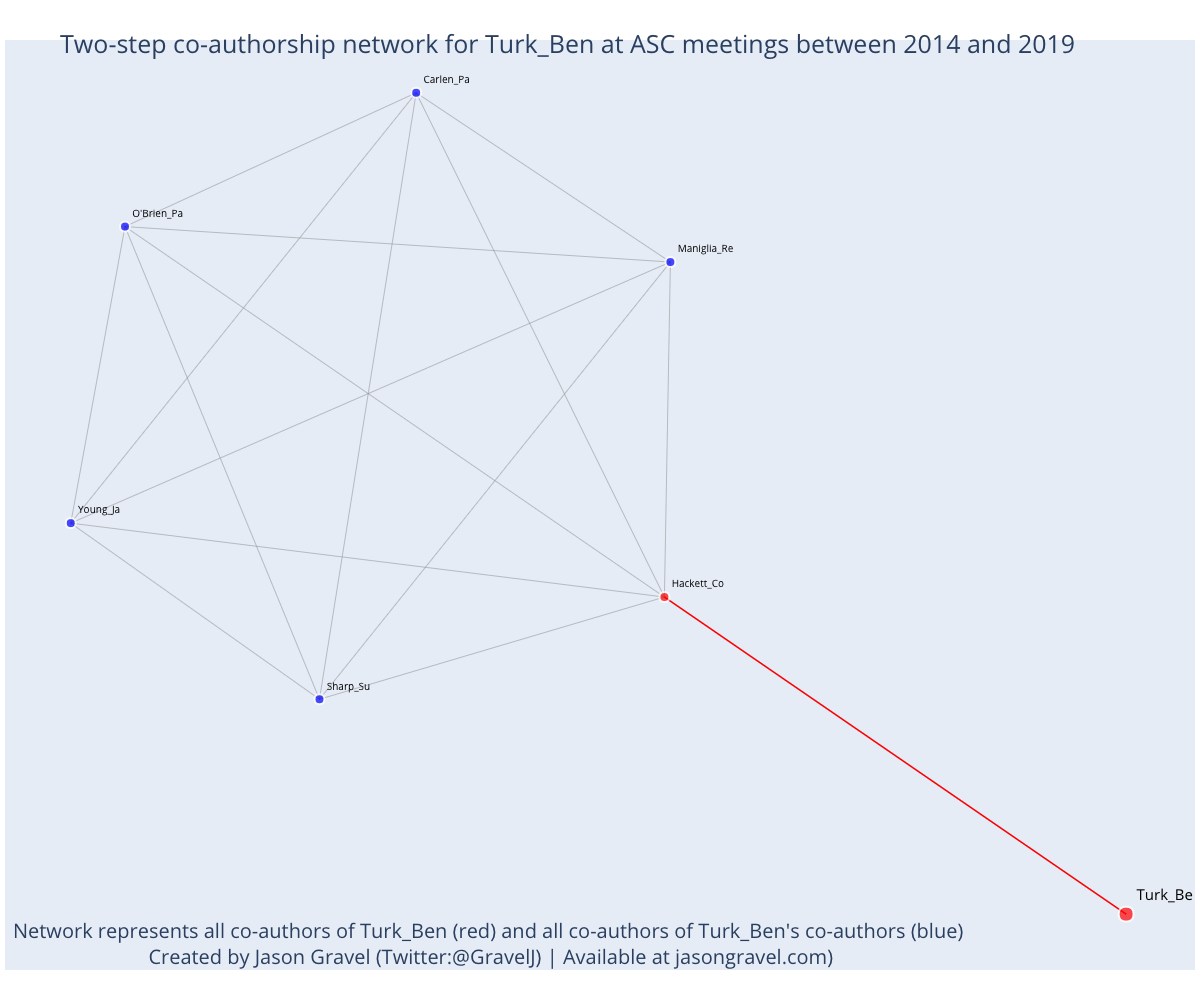 Two-step co-authorship network for Turk_Ben at ASC meetings between 2014 and 2019
Carlen_Pa
O'Brien_Pa
Maniglia_Re
Young_Ja
Hackett_Co
Sharp_Su
Turk_Be
Network represents all co-authors of Turk_Ben (red) and all co-authors of Turk_Ben's co-authors (blue)
Created by Jason Gravel (Twitter:@GravelJ) | Available at jasongravel.com)